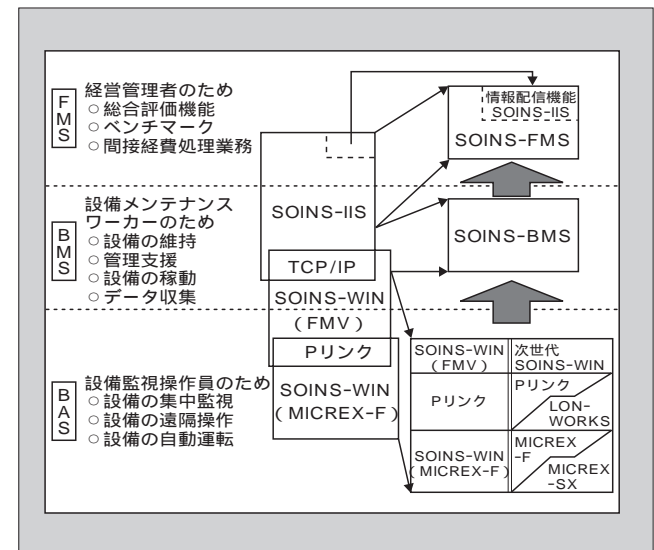 FMS
経営管理者のため
○総合評価機能
○ベンチマーク
○間接経費処理業務
情報配信機能
SOINS-IIS
SOINS-FMS
BMS
設備メンテナンス
ワーカーのため
○設備の維持
○管理支援
○設備の稼動
○データ収集
SOINS-IIS
TCP/IP
SOINS-WIN
(FMV)
Pリンク
SOINS-WIN
(MICREX-F)
SOINS-BMS
BAS
設備監視操作員のため
○設備の集中監視
○設備の遠隔操作
○設備の自動運転
SOINS-WIN
(FMV)
次世代
SOINS-WIN
Pリンク
Pリンク
LON-
WORKS
SOINS-WIN
(MICREX-F)
MICREX
-F
MICREX
-SX